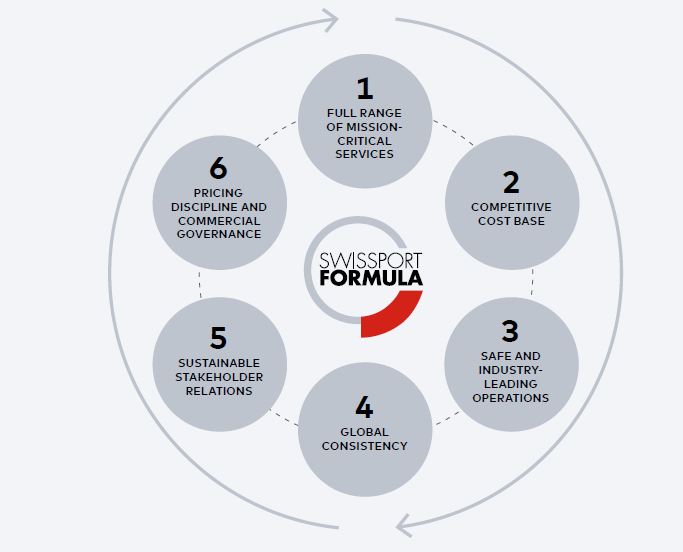 1
FULL RANGE
OF MISSION-
CRITICAL
SERVICES
2
COMPETITIVE
COST BASE
3
SAFE AND
INDUSTRY-
LEADING
OPERATIONS
4
GLOBAL
CONSISTENCY
5
SUSTAINABLE
STAKEHOLDER
RELATIONS
6
PRICING
DISCIPLINE AND
COMMERCIAL
GOVERNANCE
SWISSPORT
FORMULA